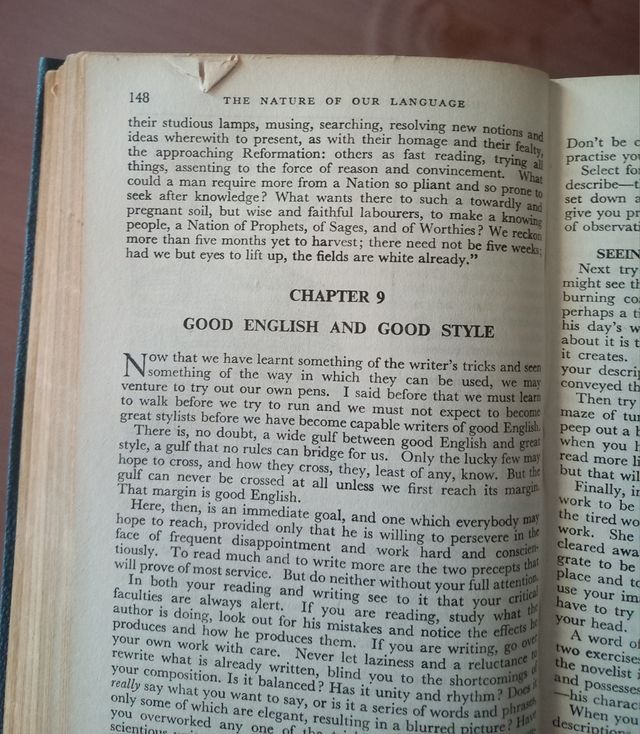 148
THE NATURE OF OUR LANGUAGE
their studious lamps, musing, searching, resolving new notions and
ideas wherewith to present, as with their homage and their fealty,
the approaching Reformation: others as fast reading, trying all
things, assenting to the force of reason and convincement. What
could a man require more from a Nation so pliant and so prone to
seek after knowledge? What wants there to such a towardly and
pregnant soil, but wise and faithful labourers, to make a knowing
people, a Nation of Prophets, of Sages, and of Worthies? We reckon
more than five months yet to harvest; there need not be five weeks;
had we but eyes to lift up, the fields are white already."
CHAPTER 9
GOOD ENGLISH AND GOOD STYLE
Now that we have learnt something of the writer's tricks and seen
something of the way in which they can be used, we may
venture to try out our own pens. I said before that we must learn
to walk before we try to run and we must not expect to become
great stylists before we have become capable writers of good English.
There is, no doubt, a wide gulf between good English and great
style, a gulf that no rules can bridge for us. Only the lucky few may
hope to cross, and how they cross, they, least of any, know. But the
gulf can never be crossed at all unless we first reach its margin.
That margin is good English.
Here, then, is an immediate goal, and one which everybody may
hope to reach, provided only that he is willing to persevere in the
face of frequent disappointment and work hard and conscien-
tiously. To read much and to write more are the two precepts that
will prove of most service. But do neither without your full attention.
In both your reading and writing see to it that your critical
faculties are always alert. If you are reading, study what the
author is doing, look out for his mistakes and notice the effects he
produces and how he produces them. If you are writing, go over
your own work with care. Never let laziness and a reluctance to
rewrite what is already written, blind you to the shortcomings of
your composition. Is it balanced? Has it unity and rhythm? Does it
really say what you want to say, or is it a series of words and phrases
only some of which are elegant, resulting in a blurred picture? Have
you overworked any one of the
Don't be
practise
Select
describe—
set down
give you
of
SEEIN
Next try
might see
burning
perhaps a
his day's
about it is
it creates.
your
conveyed
Then try
maze of
peep out a
when you
read more
but that
Finally,
work to be
the tired
work. She
cleared
grate to be
place and
use your
have to try
your head.
A word of
two
the novelist
and
—his
When you